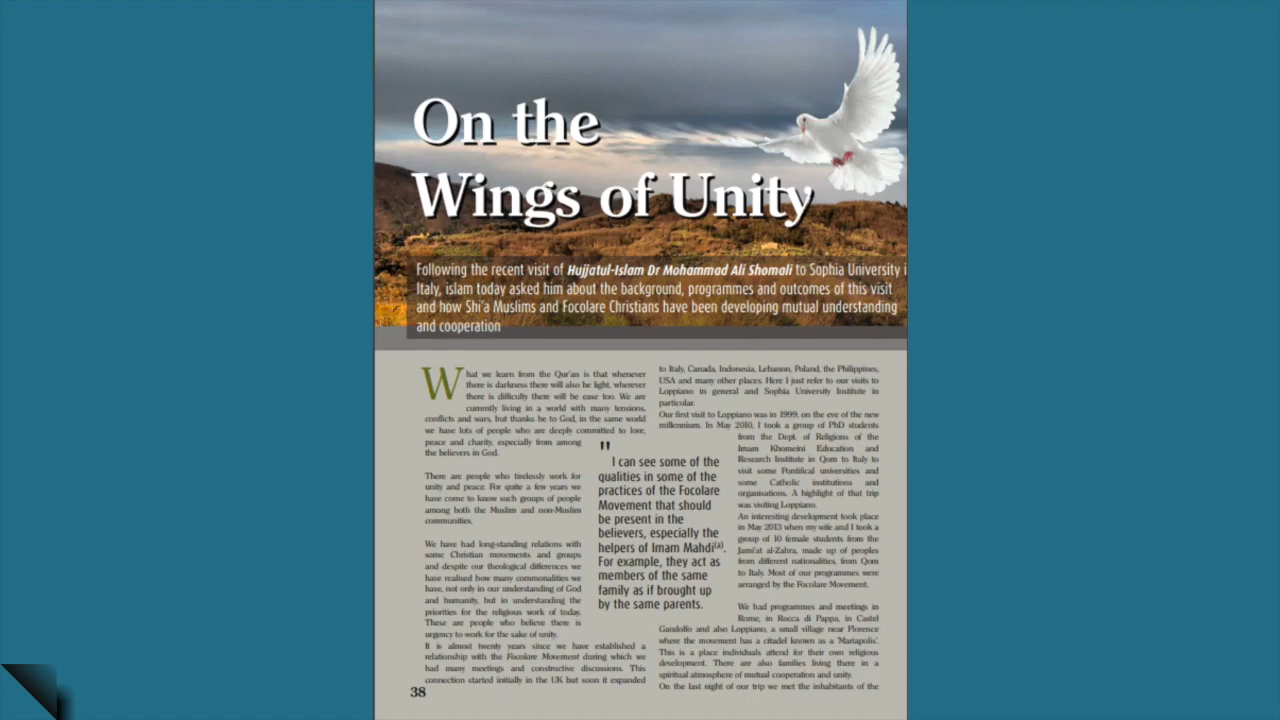 On the
Wings of Unity
Following the recent visit of Hujjatul-Islam Dr Mohammad Ali Shomali to Sophia University i
Italy, islam today asked him about the background, programmes and outcomes of this visit
and how Shi'a Muslims and Focolare Christians have been developing mutual understanding
and cooperation
What we learn from the Qur'an is that whenever
there is darkness there will also be light, wherever
there is difficulty there will be ease too. We are
currently living in a world with many tensions,
conflicts and wars, but thanks be to God, in the same world
we have lots of people who are deeply committed to love,
peace and charity, especially from among
the believers in God.
There are people who tirelessly work for
unity and peace. For quite a few years we
have come to know such groups of people
among both the Muslim and non-Muslim
communities.
We have had long-standing relations with
some Christian movements and groups
and despite our theological differences we
have realised how many commonalities we
have, not only in our understanding of God
and humanity, but in understanding the
priorities for the religious work of today.
These are people who believe there is
urgency to work for the sake of unity.
It is almost twenty years since we have established a
relationship with the Focolare Movement during which we
had many meetings and constructive discussions. This
connection started initially in the UK but soon it expanded
"
I can see some of the
qualities in some of the
practices of the Focolare
Movement that should
be present in the
believers, especially the
helpers of Imam Mahdi(a).
For example, they act as
members of the same
family as if brought up
by the same parents.
to Italy, Canada, Indonesia, Lebanon, Poland, the Philippines,
USA and many other places. Here I just refer to our visits to
Loppiano in general and Sophia University Institute in
particular.
Our first visit to Loppiano was in 1999, on the eve of the new
millennium. In May 2010, I took a group of PhD students
from the Dept. of Religions of the
Imam Khomeini Education and
Research Institute in Qom to Italy to
visit some Pontifical universities and
some Catholic institutions and
organisations. A highlight of that trip
was visiting Loppiano.
An interesting development took place
in May 2013 when my wife and I took a
group of 10 female students from the
Jami'at al-Zahra, made up of peoples
from different nationalities, from Qom
to Italy. Most of our programmes were
arranged by the Focolare Movement.
We had programmes and meetings in
Rome, in Rocca di Pappa, in Castel
Gandolfo and also Loppiano, a small village near Florence
where the movement has a citadel known as a 'Mariapolis'.
This is a place individuals attend for their own religious
development. There are also families living there in a
spiritual atmosphere of mutual cooperation and unity.
On the last night of our trip we met the inhabitants of the
38